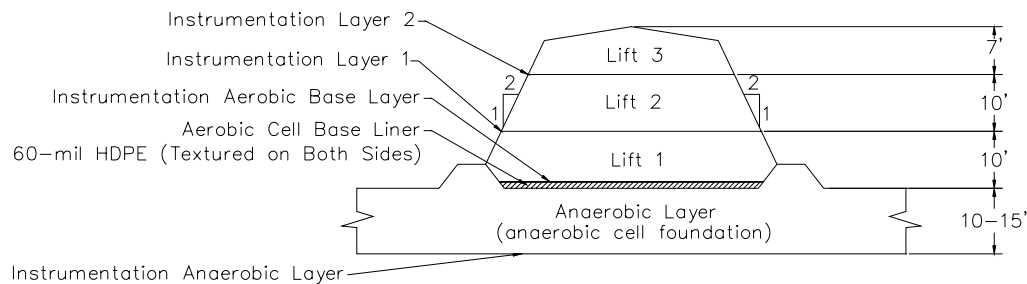 Instrumentation Layer 2
Instrumentation Layer 1
Instrumentation Aerobic Base Layer
Aerobic Cell Base Liner
60-mil HDPE (Textured on Both Sides)
Instrumentation Anaerobic Layer
Lift 3
2
1
Lift 2
2
1
Lift 1
Anaerobic Layer
(anaerobic cell foundation)
7'
10'
10'
10-15'